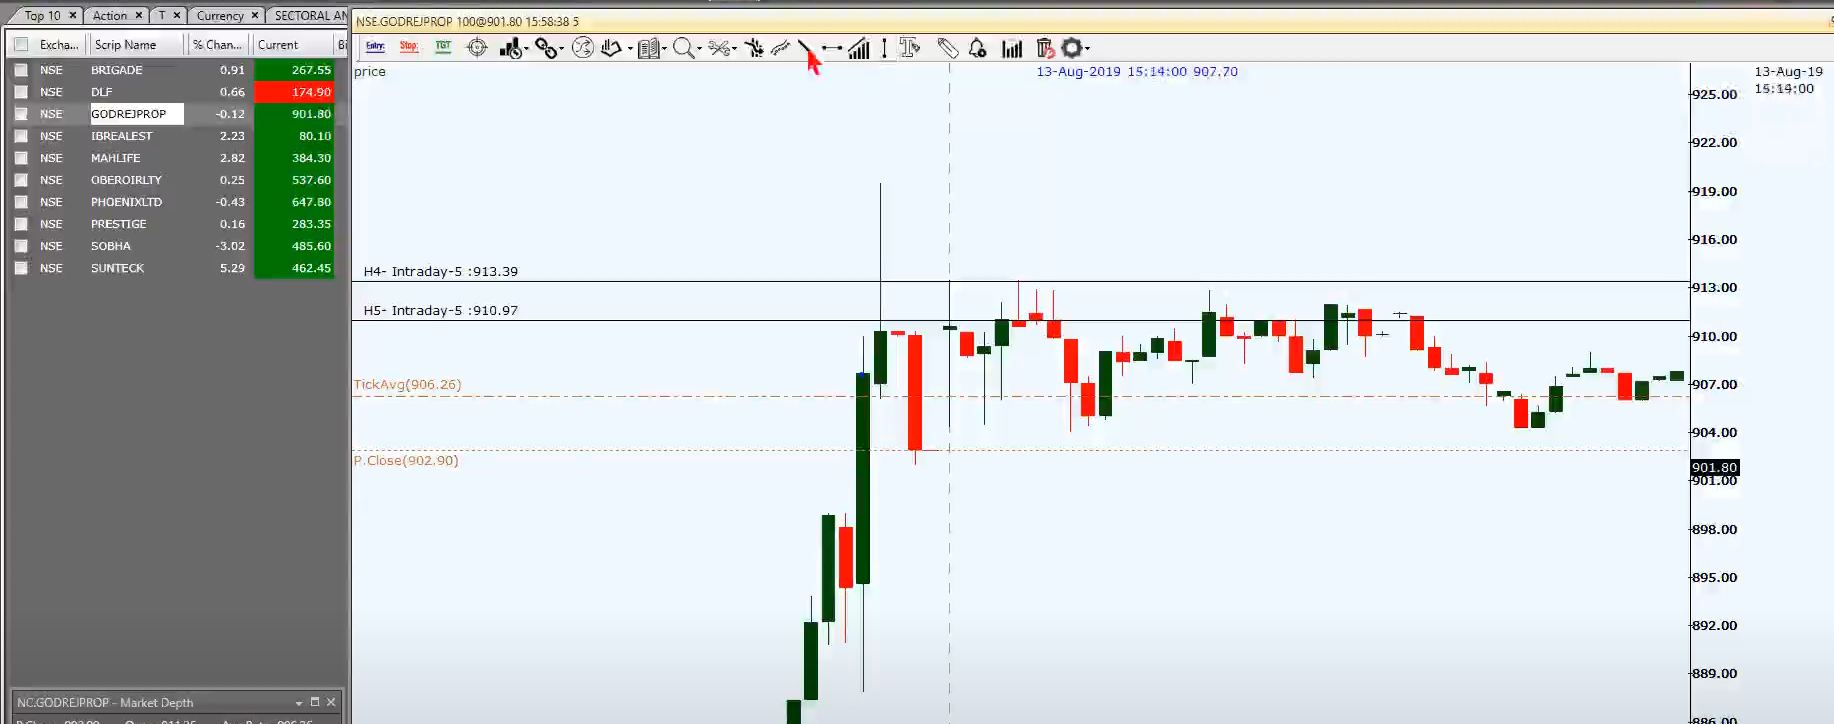 Top 10 × Action × T × Currency × SECTORAL AN
NSE.GODREJPROP 100@901.80 15:58:38 5
Excha... Scrip Name % Chan... Current
Entry: Stop: TGT
NSE BRIGADE 0.91 267.55
NSE DLF 0.66 174.90
NSE GODREJPROP -0.12 901.80
NSE IBREALEST 2.23 80.10
NSE MAHLIFE 2.82 384.30
NSE OBEROIRLTY 0.25 537.60
NSE PHOENIXLTD -0.43 647.80
NSE PRESTIGE 0.16 283.35
NSE SOBHA -3.02 485.60
NSE SUNTECK 5.29 462.45
NC.GODREJPROP - Market Depth
price
13-Aug-2019 15:14:00 907.70
13-Aug-19
15:14:00
H4- Intraday-5 :913.39
H5- Intraday-5 :910.97
TickAvg(906.26)
P.Close(902.90)
925.00
922.00
919.00
916.00
913.00
910.00
907.00
904.00
901.80
901.00
898.00
895.00
892.00
889.00
886.00